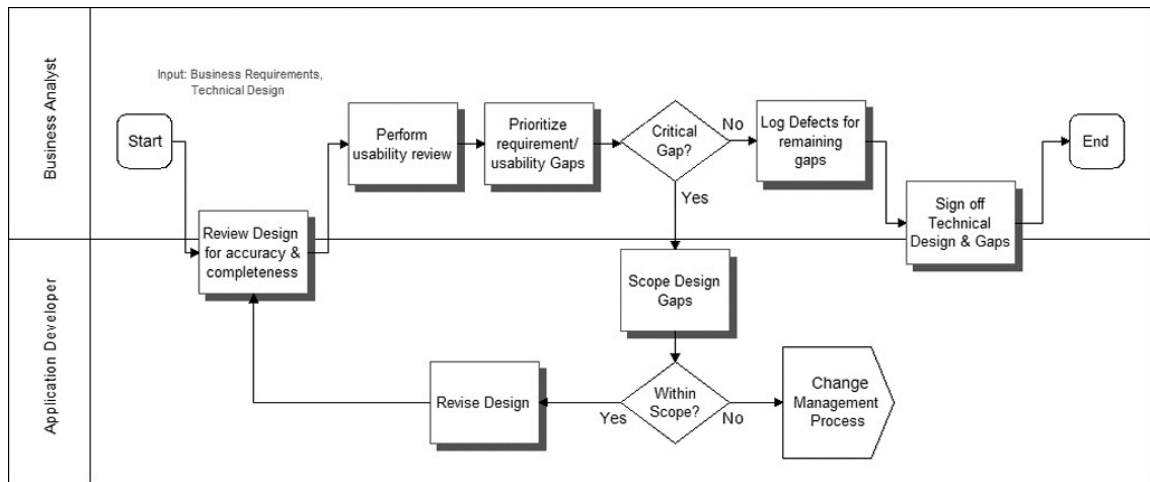 Business Analyst
Input: Business Requirements,
Technical Design
Start
Perform
usability review
Prioritize
requirement/
usability Gaps
Critical
Gap?
No
Log Defects for
remaining
gaps
End
Yes
Sign off
Technical
Design & Gaps
Review Design
for accuracy &
completeness
Application Developer
Scope Design
Gaps
Revise Design
Yes
Within
Scope?
No
Change
Management
Process